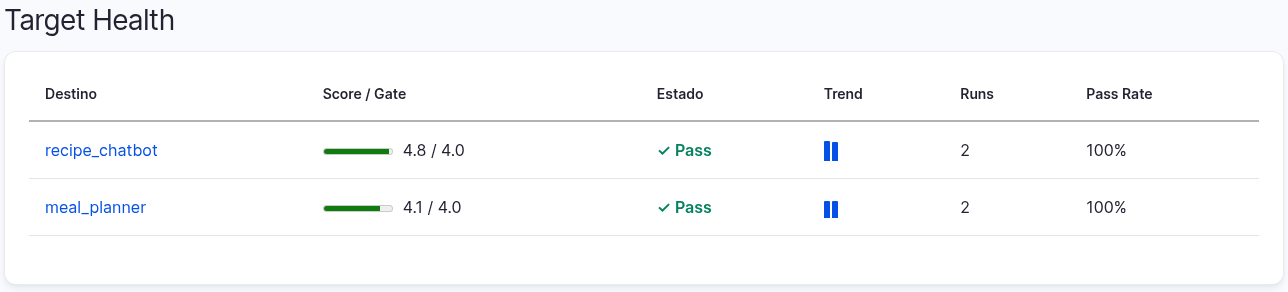 Target Health
Destino Score / Gate Estado Trend Runs Pass Rate
recipe_chatbot 4.8 / 4.0 ✓ Pass 2 100%
meal_planner 4.1 / 4.0 ✓ Pass 2 100%